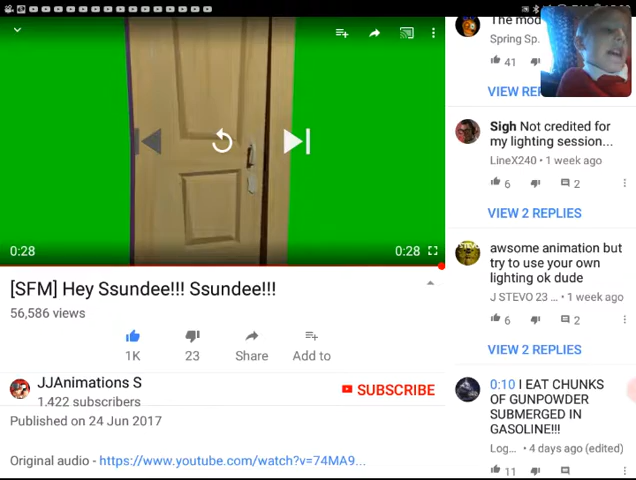 0:28
0:28
[SFM] Hey Ssundee!!! Ssundee!!!
56,586 views
1K
23
Share
Add to
JJAnimations S
1,422 subscribers
SUBSCRIBE
Published on 24 Jun 2017
Original audio - https://www.youtube.com/watch?v=74MA9...
The mod
Spring Sp.
41
VIEW RE
Sigh Not credited for
my lighting session...
LineX240 • 1 week ago
6
2
VIEW 2 REPLIES
awsome animation but
try to use your own
lighting ok dude
J STEVO 23 ... • 1 week ago
6
2
VIEW 2 REPLIES
0:10 I EAT CHUNKS
OF GUNPOWDER
SUBMERGED IN
GASOLINE!!!
Log... • 4 days ago (edited)
11